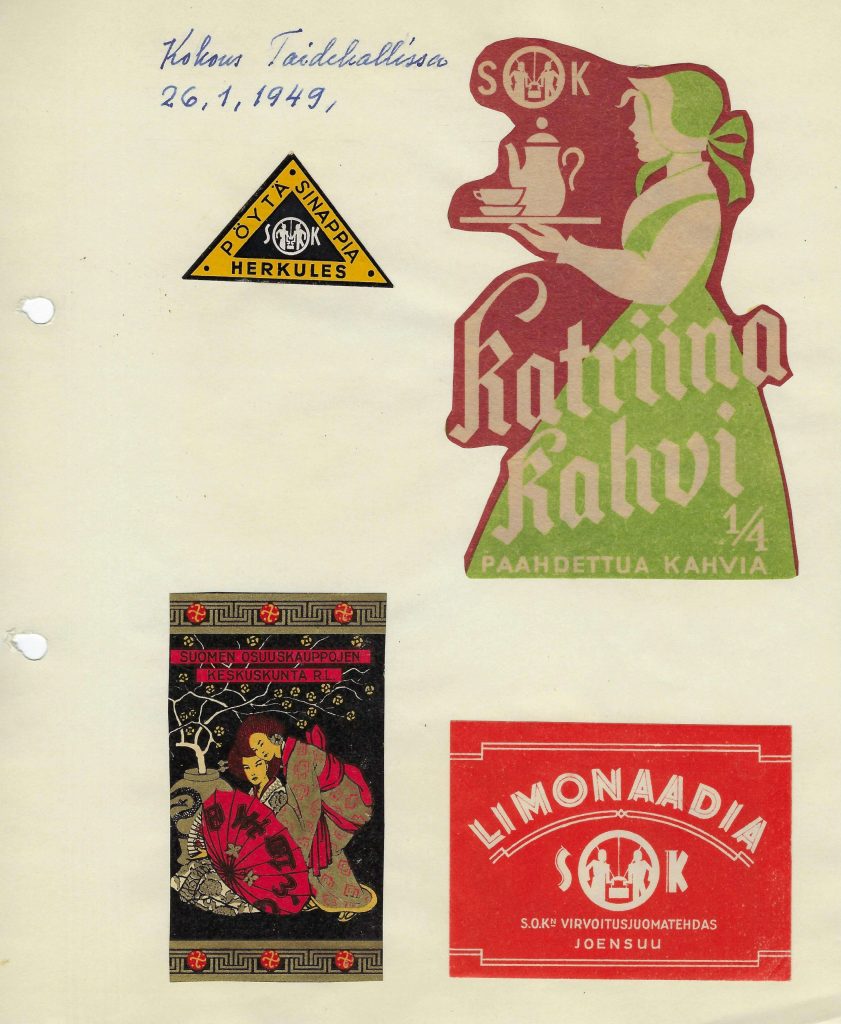 Kokous Taidehallissa
26,1,1949,
SOK
PÖYTÄ SINAPPIA
SOK
HERKULES
Katriina
kahvi
1/4
PAAHDETTUA KAHVIA
SUOMEN OSUUSKAUPPOJEN
KESKUSKUNTA R.L.
LIMONAADIA
SOK
S.O.Kᴺ VIRVOITUSJUOMATEHDAS
JOENSUU